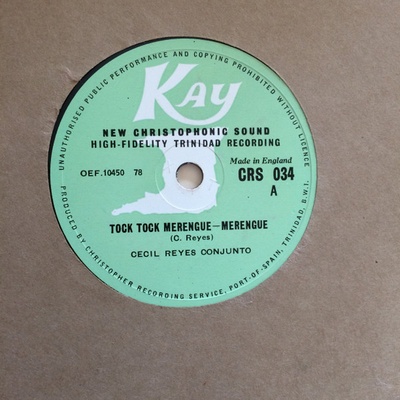 UNAUTHORISED PUBLIC PERFORMANCE AND COPYING PROHIBITED WITHOUT LICENCE
KAY
NEW CHRISTOPHONIC SOUND
HIGH-FIDELITY TRINIDAD RECORDING
Made in England
OEF.10450 78
CRS 034
A
TOCK TOCK MERENGUE—MERENGUE
(C. Reyes)
CECIL REYES CONJUNTO
PRODUCED BY CHRISTOPHER RECORDING SERVICE, PORT-OF-SPAIN, TRINIDAD, B.W.I.